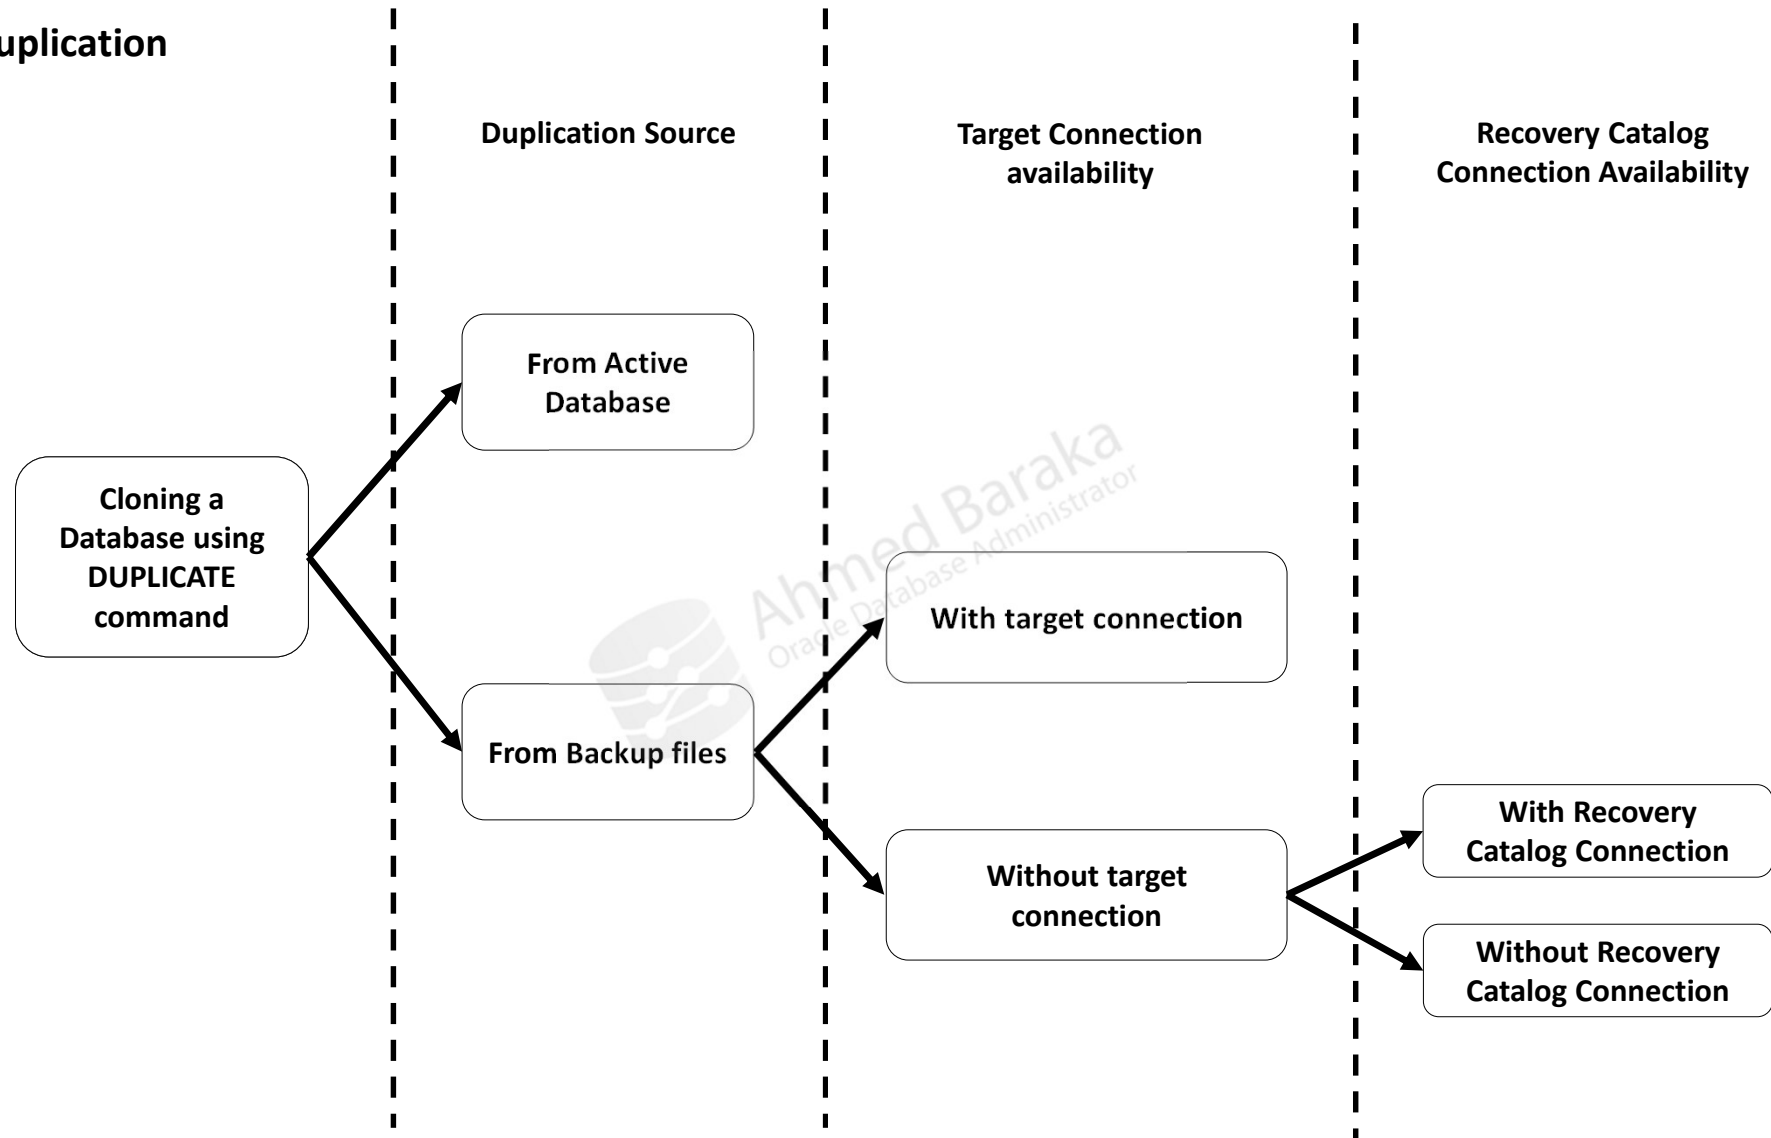 uplication
Duplication Source
Target Connection
availability
Recovery Catalog
Connection Availability
From Active
Database
Cloning a
Database using
DUPLICATE
command
Ahmed Baraka
Oracle Database Administrator
With target connection
From Backup files
With Recovery
Catalog Connection
Without target
connection
Without Recovery
Catalog Connection